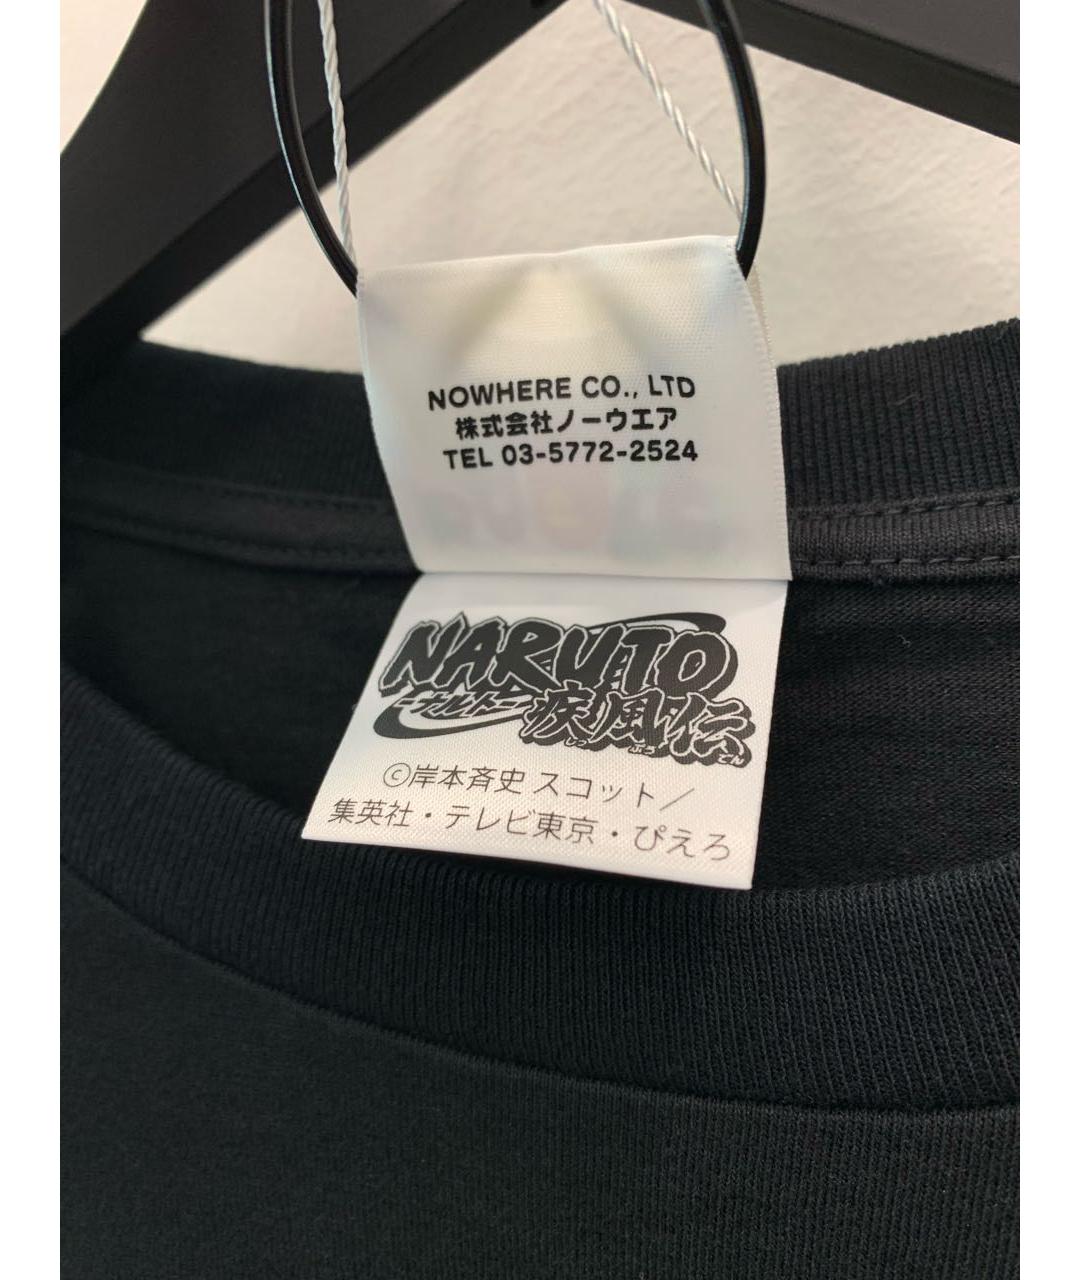 NOWHERE CO., LTD
株式会社ノーウエア
TEL 03-5772-2524
NARUTO
-ナルト-
疾風伝
しっ ぷう でん
©岸本斉史 スコット／
集英社・テレビ東京・ぴえろ